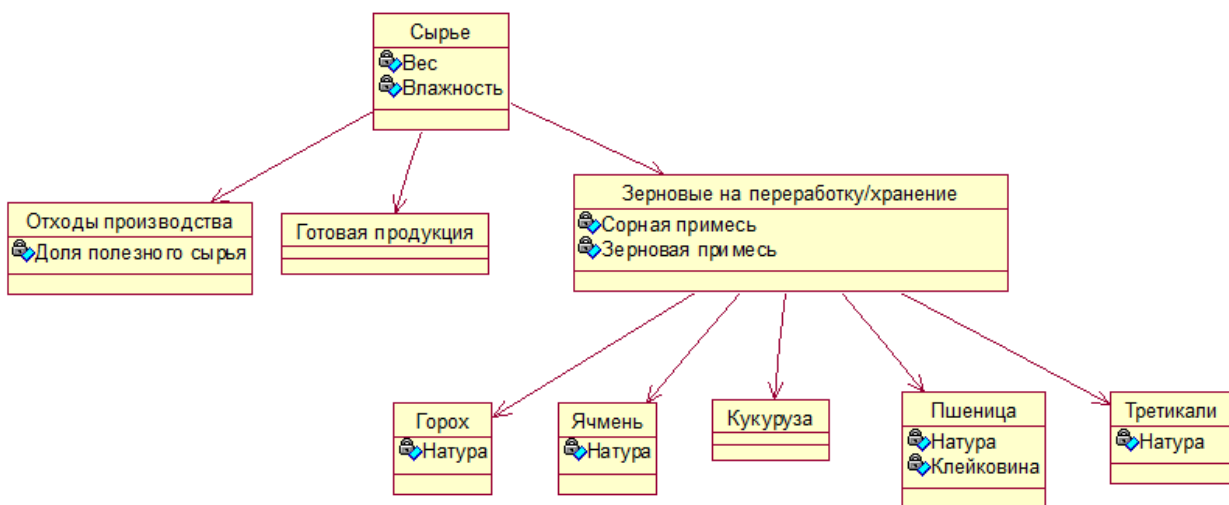 Сырье
Вес
Влажность
Отходы производства
Доля полезного сырья
Готовая продукция
Зерновые на переработку/хранение
Сорная примесь
Зерновая примесь
Горох
Натура
Ячмень
Натура
Кукуруза
Пшеница
Натура
Клейковина
Третикали
Натура